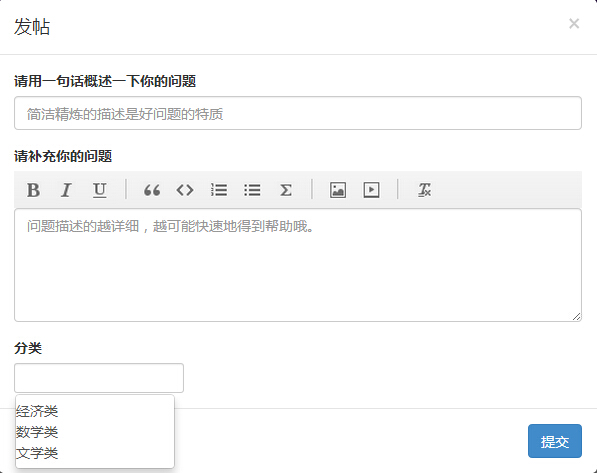 发帖
×
请用一句话概述一下你的问题
简洁精炼的描述是好问题的特质
请补充你的问题
B I U Σ
问题描述的越详细，越可能快速地得到帮助哦。
分类
经济类
数学类
文学类
提交